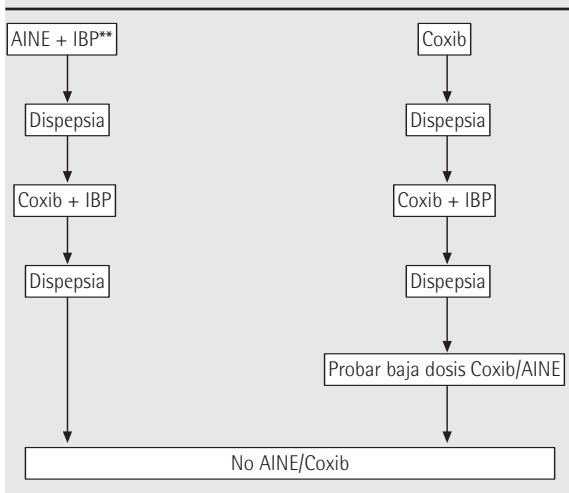 AINE + IBP**
Coxib
Dispepsia
Dispepsia
Coxib + IBP
Coxib + IBP
Dispepsia
Dispepsia
Probar baja dosis Coxib/AINE
No AINE/Coxib